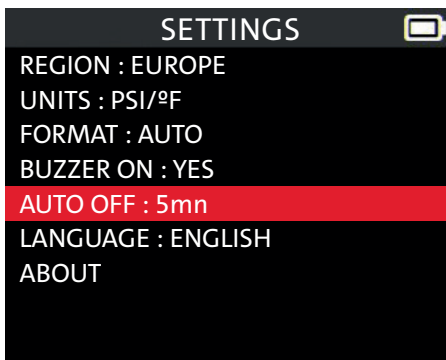 SETTINGS
REGION : EUROPE
UNITS : PSI/ºF
FORMAT : AUTO
BUZZER ON : YES
AUTO OFF : 5mn
LANGUAGE : ENGLISH
ABOUT